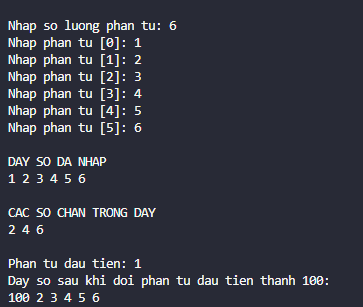 Nhap so luong phan tu: 6
Nhap phan tu [0]: 1
Nhap phan tu [1]: 2
Nhap phan tu [2]: 3
Nhap phan tu [3]: 4
Nhap phan tu [4]: 5
Nhap phan tu [5]: 6
DAY SO DA NHAP
1 2 3 4 5 6
CAC SO CHAN TRONG DAY
2 4 6
Phan tu dau tien: 1
Day so sau khi doi phan tu dau tien thanh 100:
100 2 3 4 5 6